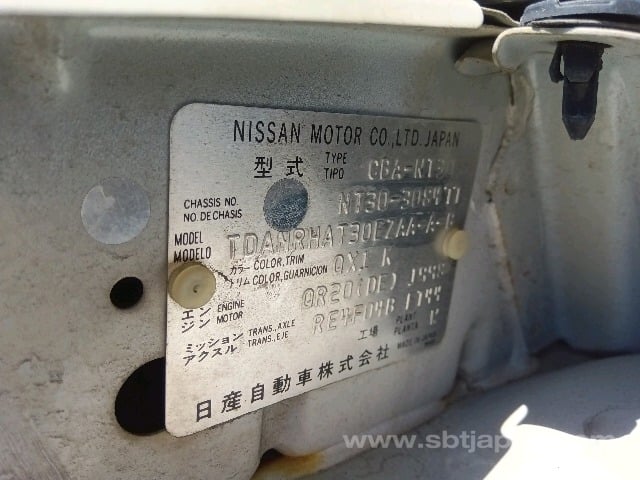 NISSAN MOTOR CO.,LTD.JAPAN
型式 TYPE TIPO
CHASSIS NO.
NO.DE CHASIS
MODEL
MODELO TDANRHAT30EZAA-A-
カラー COLOR,TRIM
トリム COLOR,GUARNICION QX1 K
エンジン ENGINE MOTOR QR20(DE)
ミッション アクスル TRANS.,AXLE TRANS.,EJE RE4F04B
工場 PLANT PLANTA
日産自動車株式会社 MADE IN JAPAN